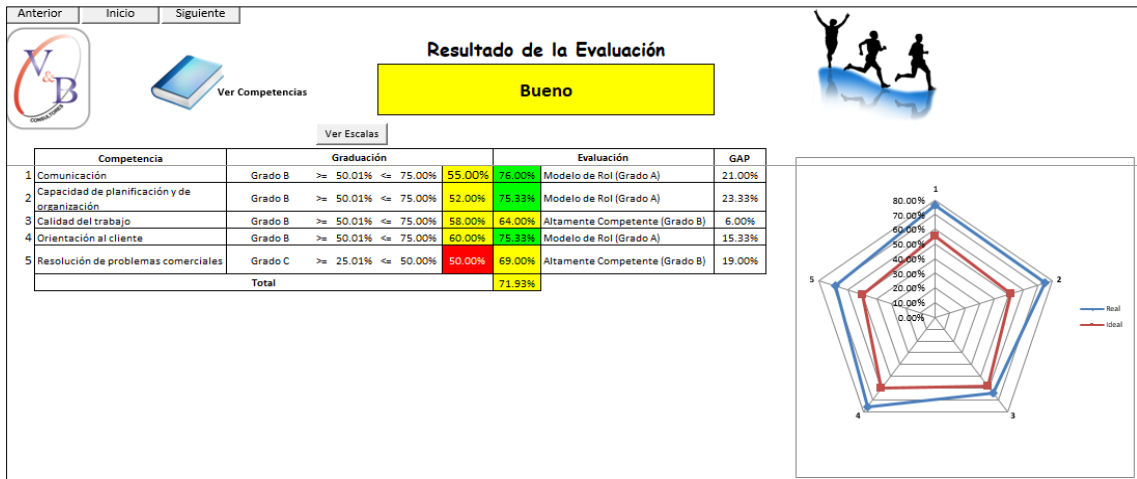 Anterior Inicio Siguiente
V&B
CONSULTORES
Ver Competencias
Resultado de la Evaluación
Bueno
Ver Escalas
Competencia Graduación Evaluación GAP
1 Comunicación Grado B >= 50.01% <= 75.00% 55.00% 76.00% Modelo de Rol (Grado A) 21.00%
2 Capacidad de planificación y de
organización Grado B >= 50.01% <= 75.00% 52.00% 75.33% Modelo de Rol (Grado A) 23.33%
3 Calidad del trabajo Grado B >= 50.01% <= 75.00% 58.00% 64.00% Altamente Competente (Grado B) 6.00%
4 Orientación al cliente Grado B >= 50.01% <= 75.00% 60.00% 75.33% Modelo de Rol (Grado A) 15.33%
5 Resolución de problemas comerciales Grado C >= 25.01% <= 50.00% 50.00% 69.00% Altamente Competente (Grado B) 19.00%
Total 71.93%
1
80.00%
70.00%
60.00%
50.00%
40.00%
30.00%
20.00%
10.00%
0.00%
5 2
4 3
Real
Ideal